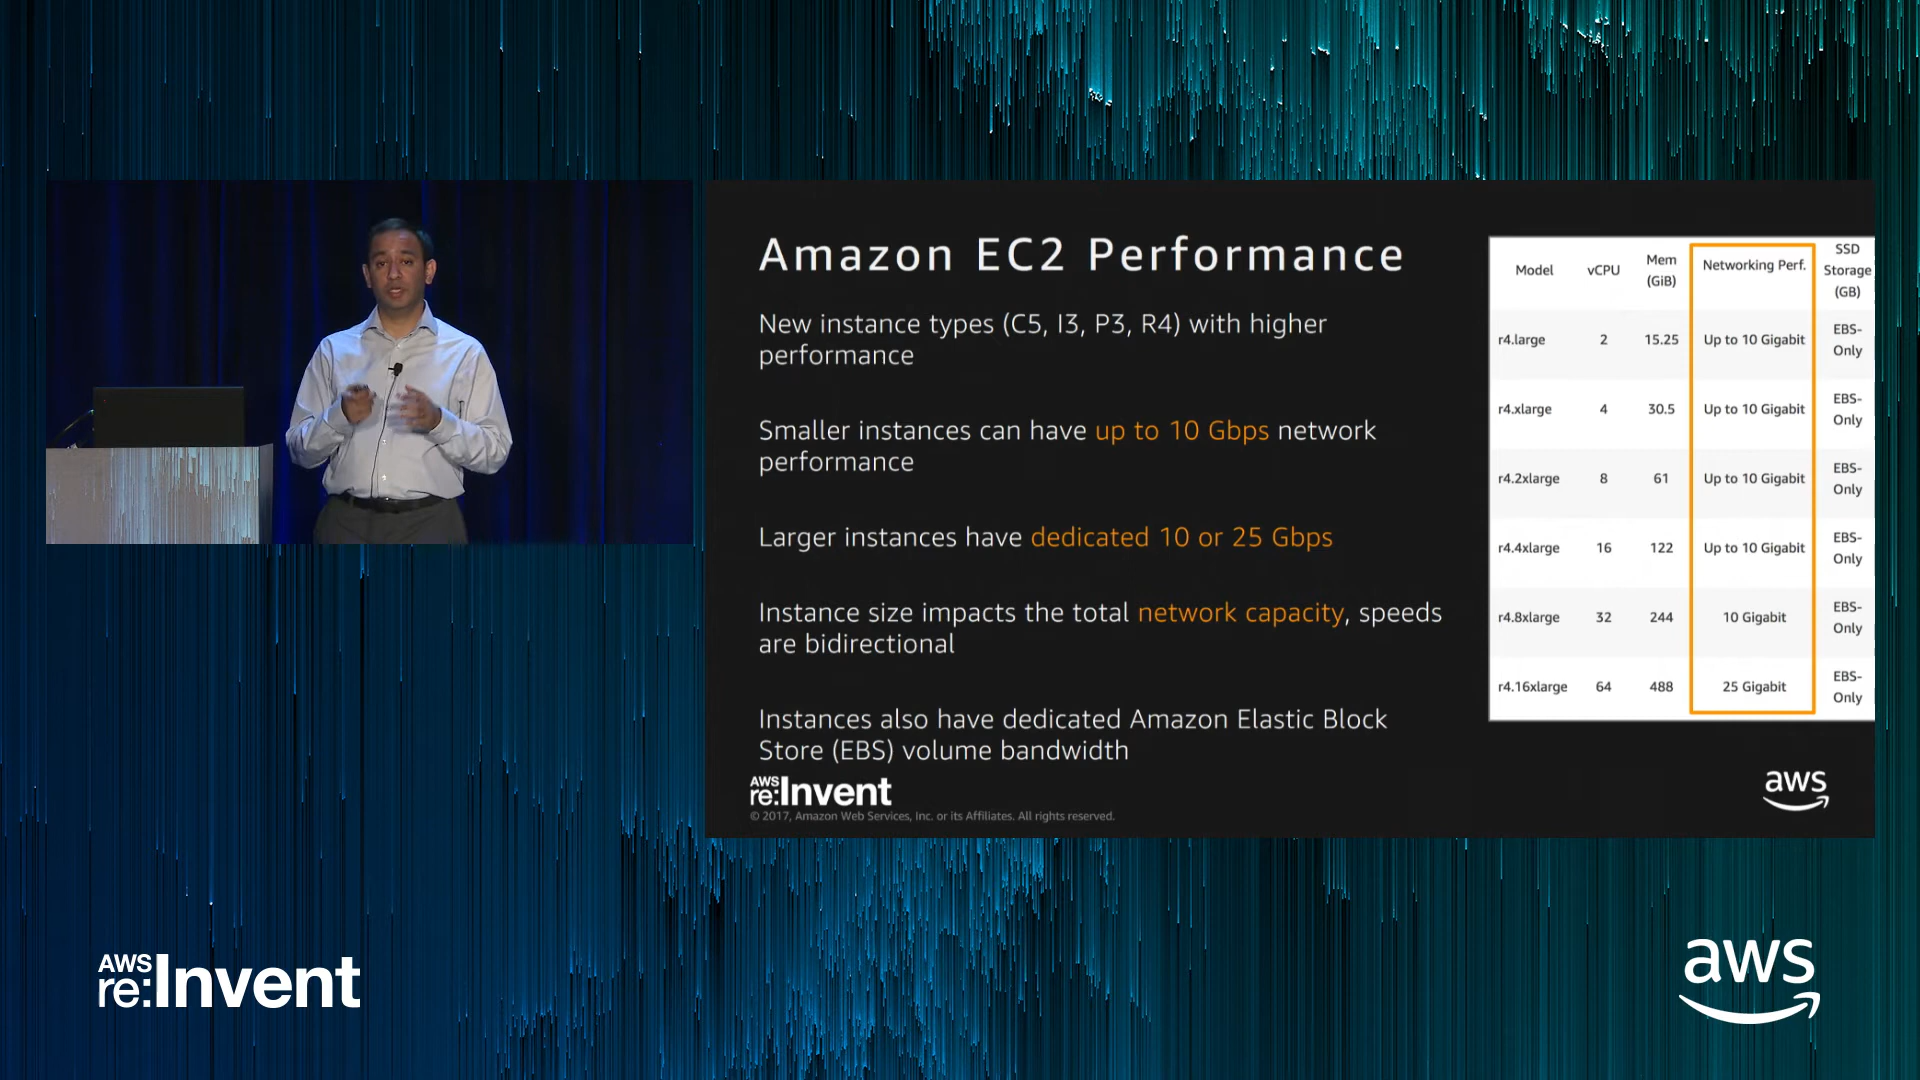 Amazon EC2 Performance
New instance types (C5, I3, P3, R4) with higher
performance
Smaller instances can have up to 10 Gbps network
performance
Larger instances have dedicated 10 or 25 Gbps
Instance size impacts the total network capacity, speeds
are bidirectional
Instances also have dedicated Amazon Elastic Block
Store (EBS) volume bandwidth
AWS
re:Invent
© 2017, Amazon Web Services, Inc. or its Affiliates. All rights reserved.
Model vCPU Mem (GiB) Networking Perf. SSD Storage (GB)
r4.large 2 15.25 Up to 10 Gigabit EBS-Only
r4.xlarge 4 30.5 Up to 10 Gigabit EBS-Only
r4.2xlarge 8 61 Up to 10 Gigabit EBS-Only
r4.4xlarge 16 122 Up to 10 Gigabit EBS-Only
r4.8xlarge 32 244 10 Gigabit EBS-Only
r4.16xlarge 64 488 25 Gigabit EBS-Only
aws
AWS
re:Invent
aws